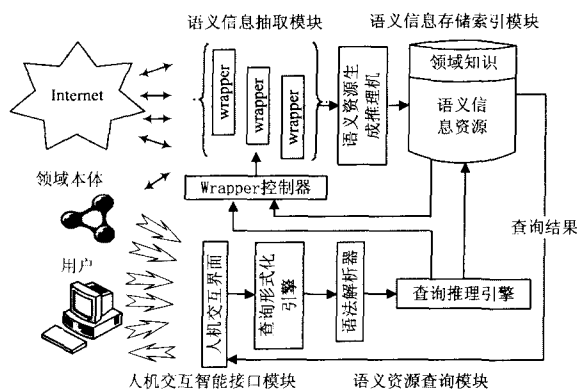 语义信息抽取模块
语义信息存储索引模块
Internet
wrapper
wrapper
wrapper
语义资源生
成推理机
领域知识
语义信
息资源
领域本体
Wrapper控制器
查询结果
用户
人机交互界面
查询形式化
引擎
语法解析器
查询推理引擎
人机交互智能接口模块
语义资源查询模块